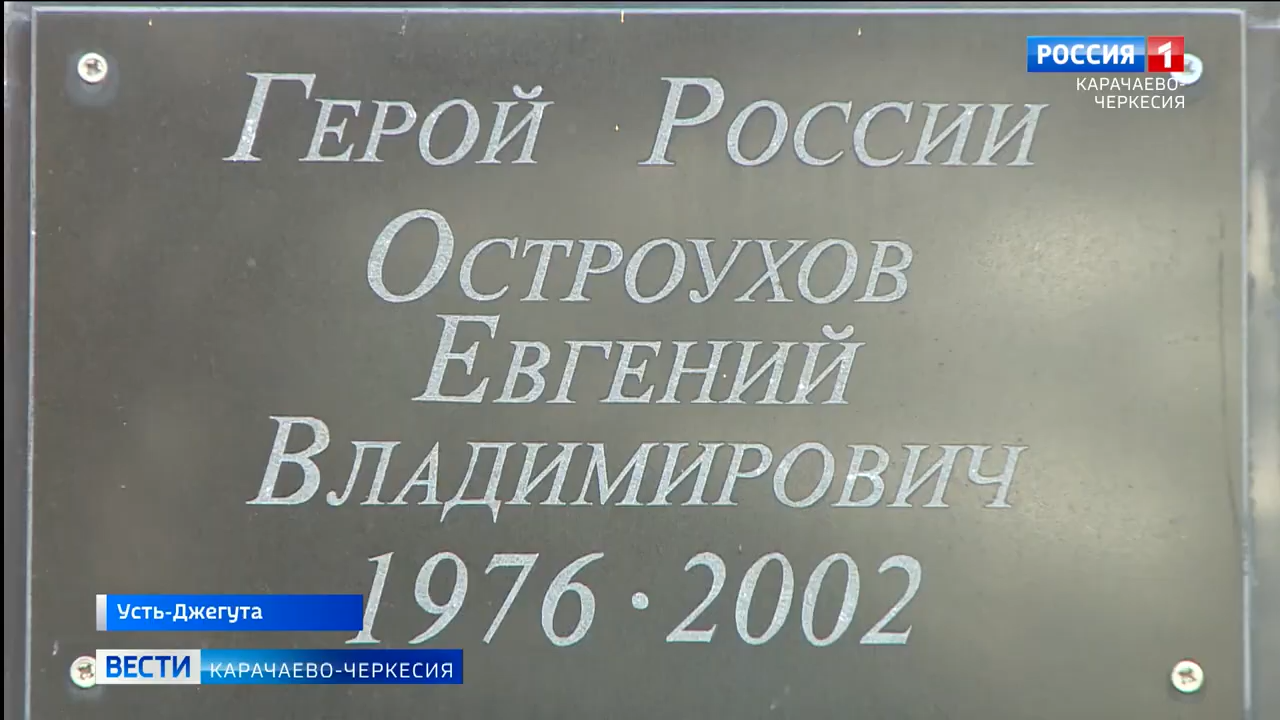 РОССИЯ 1
КАРАЧАЕВО-
ЧЕРКЕСИЯ
ГЕРОЙ РОССИИ
ОСТРОУХОВ
ЕВГЕНИЙ
ВЛАДИМИРОВИЧ
1976·2002
Усть-Джегута
ВЕСТИ КАРАЧАЕВО-ЧЕРКЕСИЯ